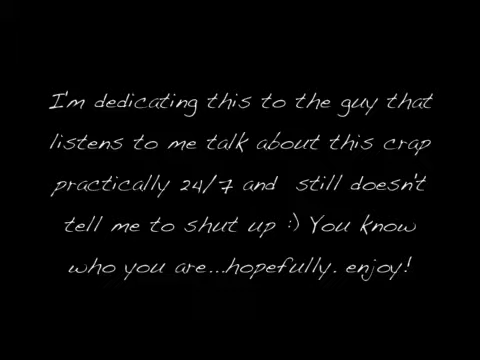 I'm dedicating this to the guy that
listens to me talk about this crap
practically 24/7 and still doesn't
tell me to shut up :) You know
who you are...hopefully. enjoy!